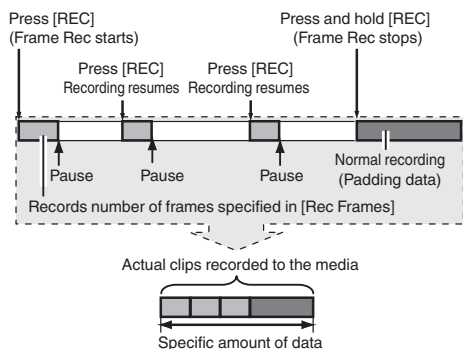 Press [REC]
(Frame Rec starts)
Press and hold [REC]
(Frame Rec stops)
Press [REC]
Recording resumes
Press [REC]
Recording resumes
Pause
Pause
Pause
Normal recording
(Padding data)
Records number of frames specified in [Rec Frames]
Actual clips recorded to the media
Specific amount of data